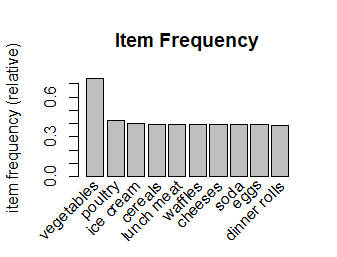 Item Frequency
item frequency (relative)
0.6
0.3
0.0
vegetables
poultry
ice cream
cereals
lunch meat
waffles
cheeses
soda
eggs
dinner rolls